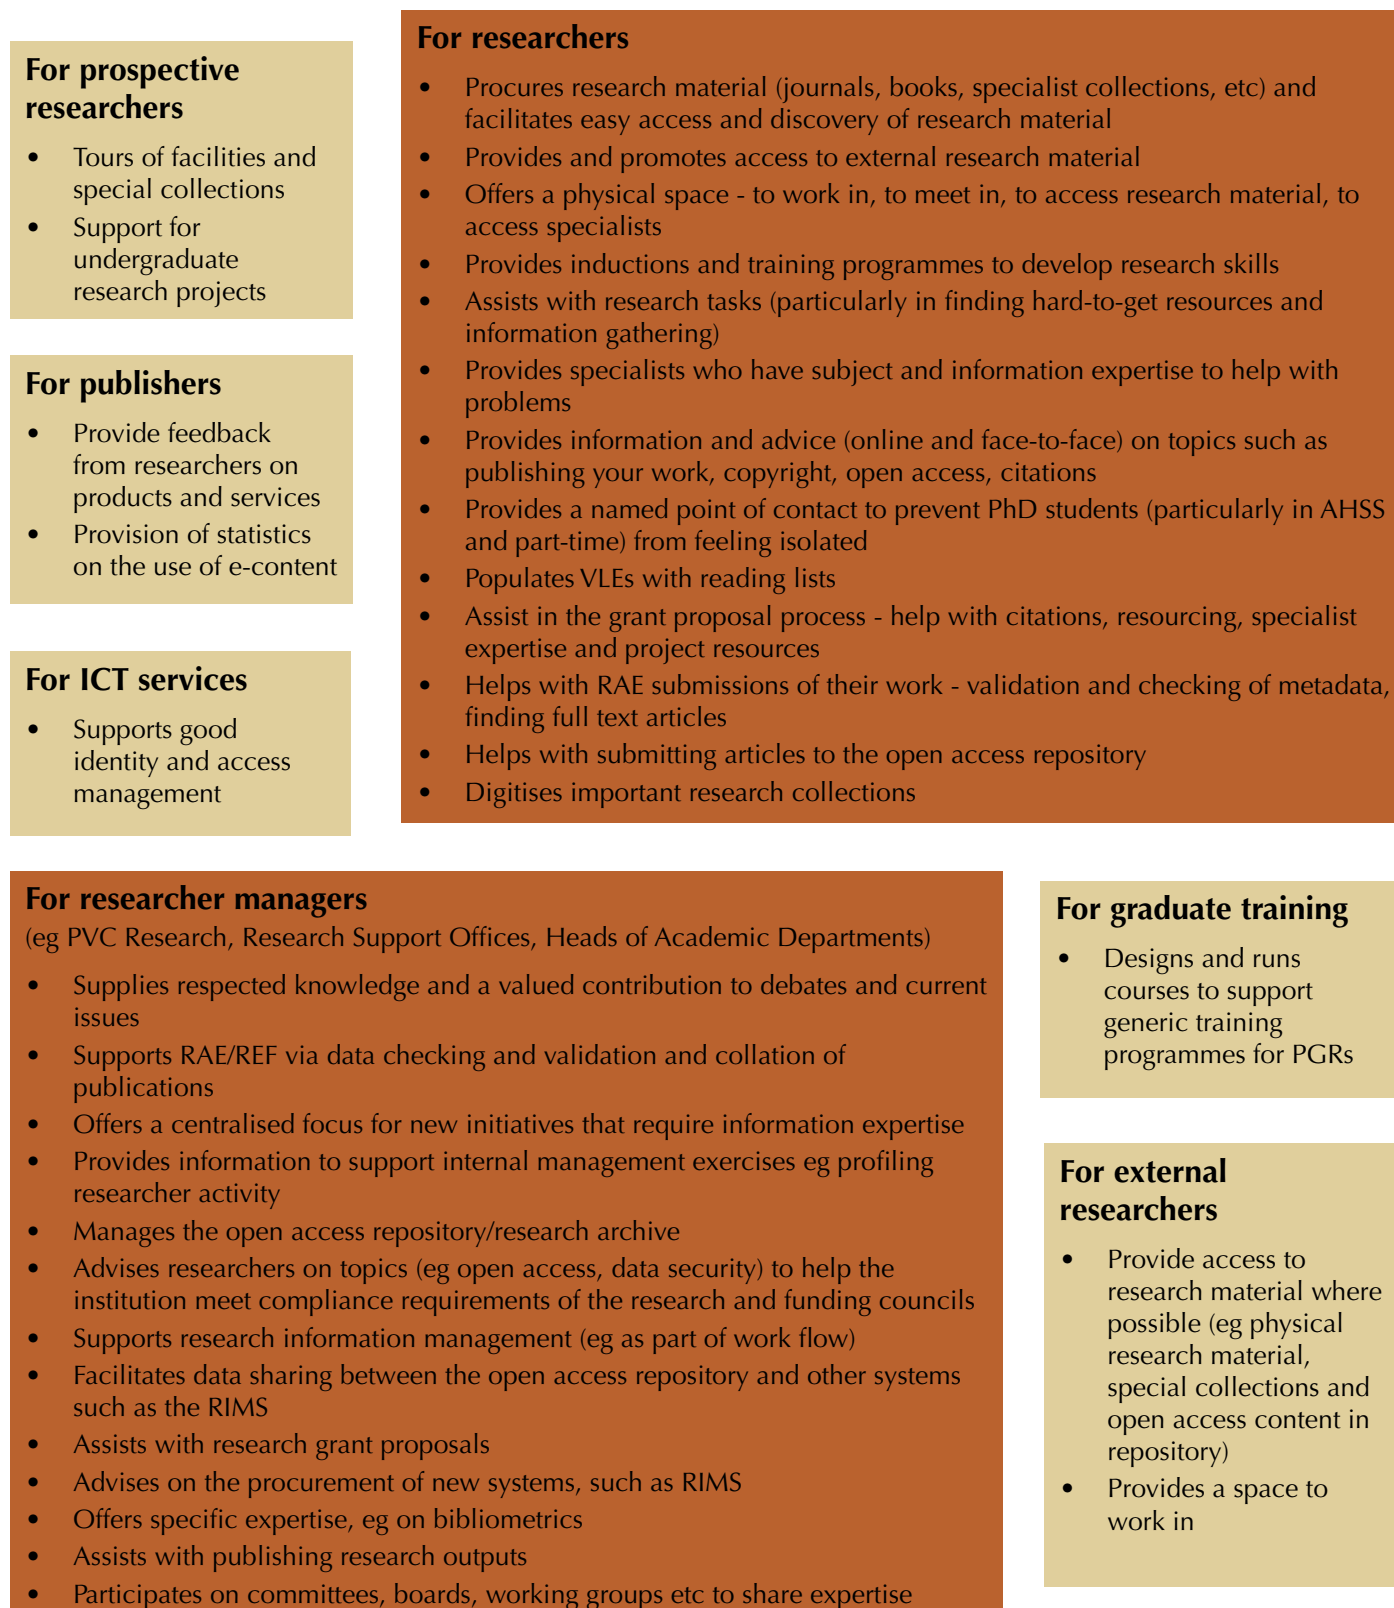 For prospective
researchers
• Tours of facilities and
special collections
• Support for
undergraduate
research projects
For publishers
• Provide feedback
from researchers on
products and services
• Provision of statistics
on the use of e-content
For ICT services
• Supports good
identity and access
management
For researchers
• Procures research material (journals, books, specialist collections, etc) and
facilitates easy access and discovery of research material
• Provides and promotes access to external research material
• Offers a physical space - to work in, to meet in, to access research material, to
access specialists
• Provides inductions and training programmes to develop research skills
• Assists with research tasks (particularly in finding hard-to-get resources and
information gathering)
• Provides specialists who have subject and information expertise to help with
problems
• Provides information and advice (online and face-to-face) on topics such as
publishing your work, copyright, open access, citations
• Provides a named point of contact to prevent PhD students (particularly in AHSS
and part-time) from feeling isolated
• Populates VLEs with reading lists
• Assist in the grant proposal process - help with citations, resourcing, specialist
expertise and project resources
• Helps with RAE submissions of their work - validation and checking of metadata,
finding full text articles
• Helps with submitting articles to the open access repository
• Digitises important research collections
For researcher managers
(eg PVC Research, Research Support Offices, Heads of Academic Departments)
• Supplies respected knowledge and a valued contribution to debates and current
issues
• Supports RAE/REF via data checking and validation and collation of
publications
• Offers a centralised focus for new initiatives that require information expertise
• Provides information to support internal management exercises eg profiling
researcher activity
• Manages the open access repository/research archive
• Advises researchers on topics (eg open access, data security) to help the
institution meet compliance requirements of the research and funding councils
• Supports research information management (eg as part of work flow)
• Facilitates data sharing between the open access repository and other systems
such as the RIMS
• Assists with research grant proposals
• Advises on the procurement of new systems, such as RIMS
• Offers specific expertise, eg on bibliometrics
• Assists with publishing research outputs
• Participates on committees, boards, working groups etc to share expertise
For graduate training
• Designs and runs
courses to support
generic training
programmes for PGRs
For external
researchers
• Provide access to
research material where
possible (eg physical
research material,
special collections and
open access content in
repository)
• Provides a space to
work in